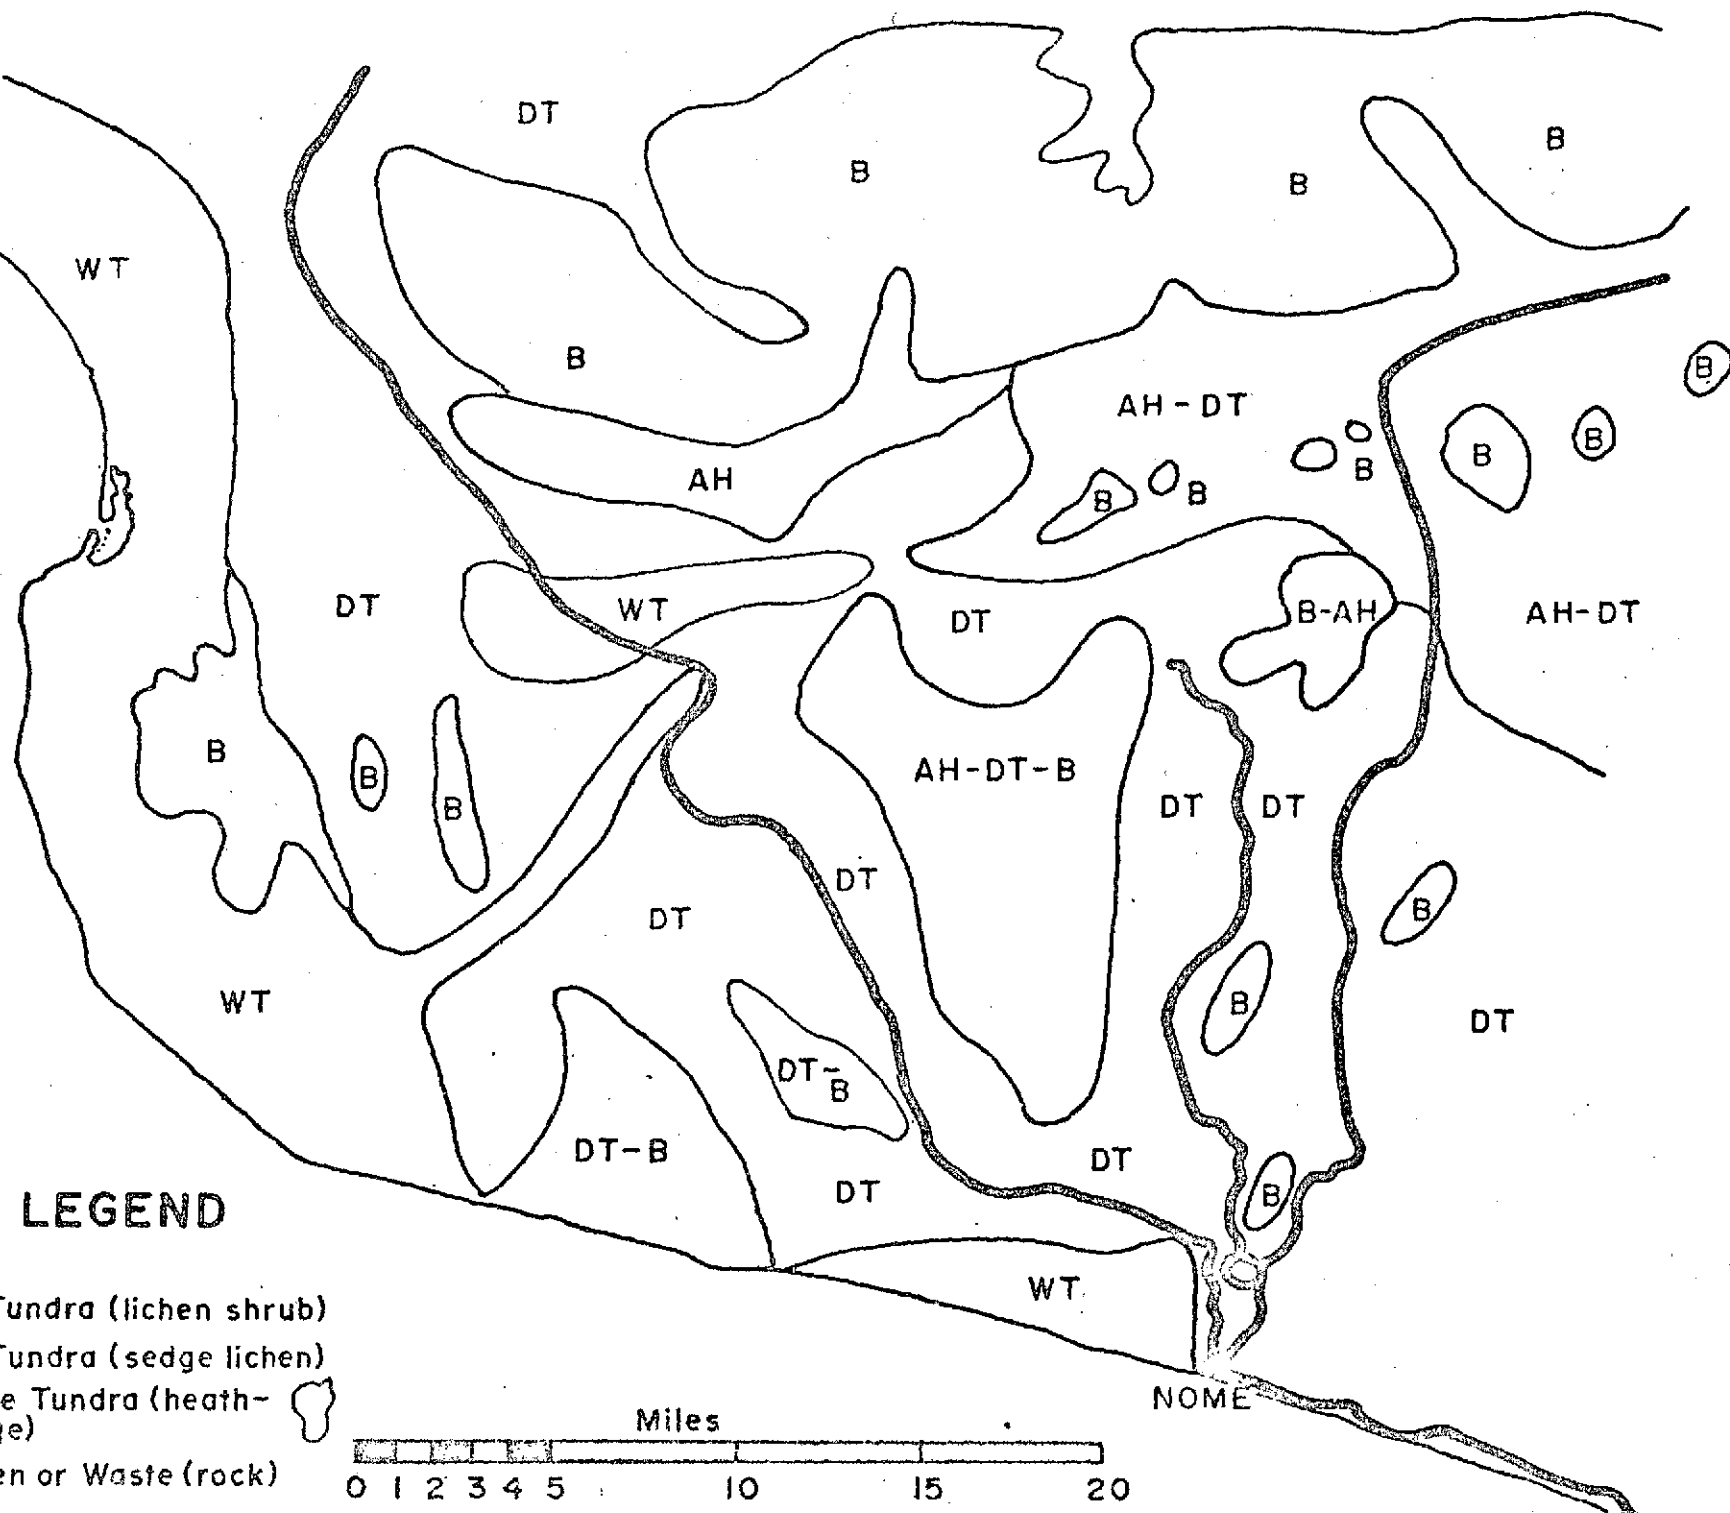 DT
B
B
B
WT
B
B
AH-DT
B
B
B
B
AH
B
B
DT
WT
DT
B-AH
AH-DT
B
B
B
AH-DT-B
DT
DT
DT
B
DT
B
WT
DT
DT-
B
DT-B
DT
DT
B
LEGEND
WT
Tundra (lichen shrub)
Tundra (sedge lichen)
e Tundra (heath-
ge)
en or Waste (rock)
NOME
Miles
0 1 2 3 4 5 10 15 20